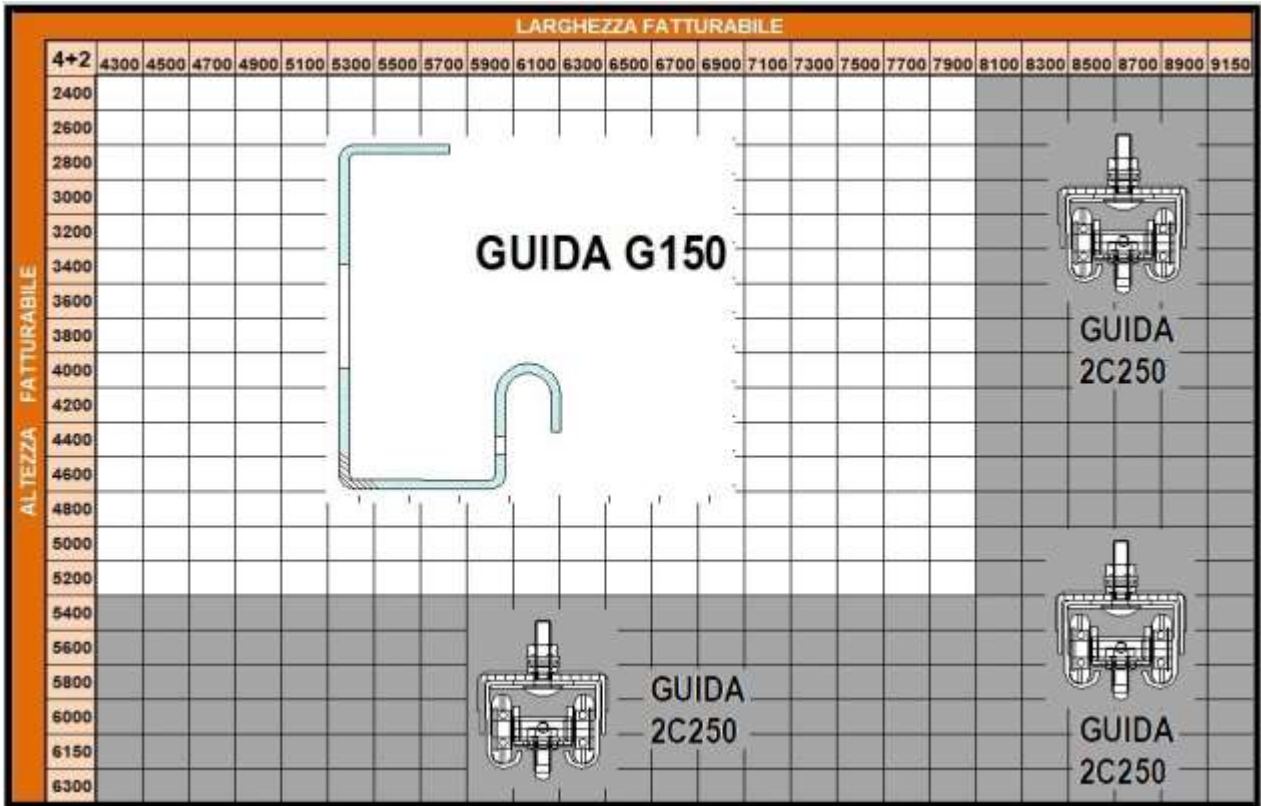 LARGHEZZA FATTURABILE
4+2 4300 4500 4700 4900 5100 5300 5500 5700 5900 6100 6300 6500 6700 6900 7100 7300 7500 7700 7900 8100 8300 8500 8700 8900 9150
ALTEZZA FATTURABILE
2400
2600
2800
3000
3200
3400
3600
3800
4000
4200
4400
4600
4800
5000
5200
5400
5600
5800
6000
6150
6300
GUIDA G150
GUIDA
2C250
GUIDA
2C250
GUIDA
2C250